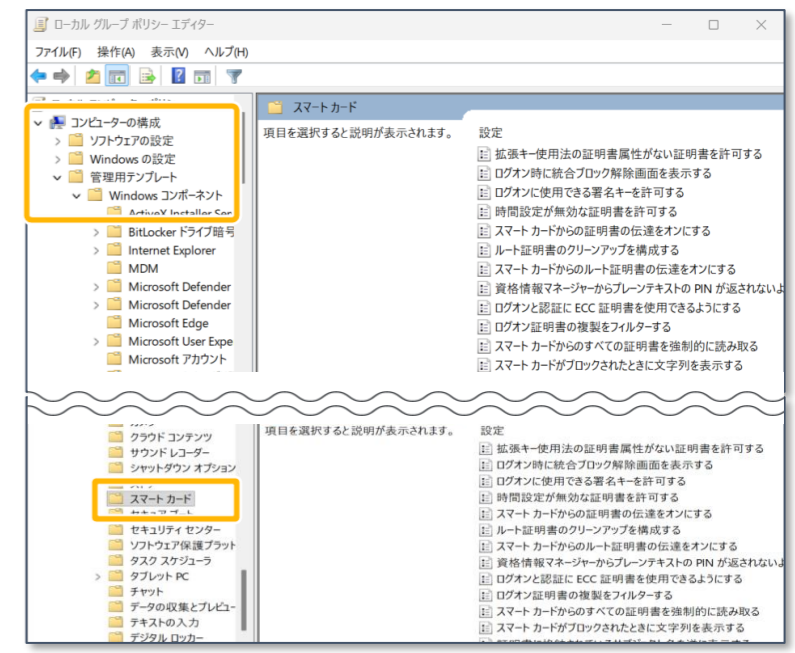 ローカル グループ ポリシー エディター
ファイル(F) 操作(A) 表示(V) ヘルプ(H)
コンピューターの構成
ソフトウェアの設定
Windows の設定
管理用テンプレート
Windows コンポーネント
ActiveX Installer Ser
BitLocker ドライブ暗号
Internet Explorer
MDM
Microsoft Defender
Microsoft Defender
Microsoft Edge
Microsoft User Expe
Microsoft アカウント
スマート カード
項目を選択すると説明が表示されます。
設定
拡張キー使用法の証明書属性がない証明書を許可する
ログオン時に統合ブロック解除画面を表示する
ログオンに使用できる署名キーを許可する
時間設定が無効な証明書を許可する
スマート カードからの証明書の伝達をオンにする
ルート証明書のクリーンアップを構成する
スマート カードからのルート証明書の伝達をオンにする
資格情報マネージャーからプレーンテキストの PIN が返されないよ
ログオンと認証に ECC 証明書を使用できるようにする
ログオン証明書の複製をフィルターする
スマート カードからのすべての証明書を強制的に読み取る
スマート カードがブロックされたときに文字列を表示する
クラウド コンテンツ
サウンド レコーダー
シャットダウン オプション
スマート カード
セキュア ブート
セキュリティ センター
ソフトウェア保護プラット
タスク スケジューラ
タブレット PC
チャット
データの収集とプレビュー
テキストの入力
デジタル ロッカー
項目を選択すると説明が表示されます。
設定
拡張キー使用法の証明書属性がない証明書を許可する
ログオン時に統合ブロック解除画面を表示する
ログオンに使用できる署名キーを許可する
時間設定が無効な証明書を許可する
スマート カードからの証明書の伝達をオンにする
ルート証明書のクリーンアップを構成する
スマート カードからのルート証明書の伝達をオンにする
資格情報マネージャーからプレーンテキストの PIN が返されないよ
ログオンと認証に ECC 証明書を使用できるようにする
ログオン証明書の複製をフィルターする
スマート カードからのすべての証明書を強制的に読み取る
スマート カードがブロックされたときに文字列を表示する